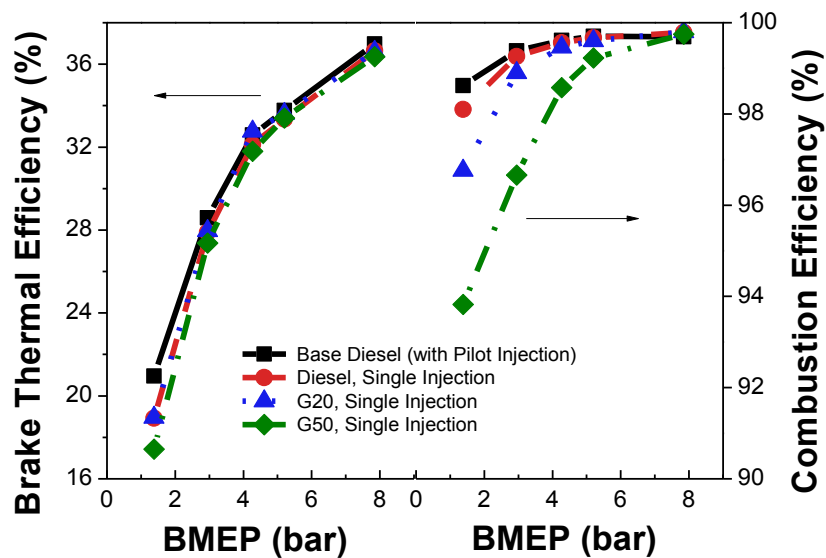 Brake Thermal Efficiency (%)
36
32
28
24
20
16
0
2
4
6
8
BMEP (bar)
Base Diesel (with Pilot Injection)
Diesel, Single Injection
G20, Single Injection
G50, Single Injection
0
2
4
6
8
10
BMEP (bar)
100
98
96
94
92
90
Combustion Efficiency (%)